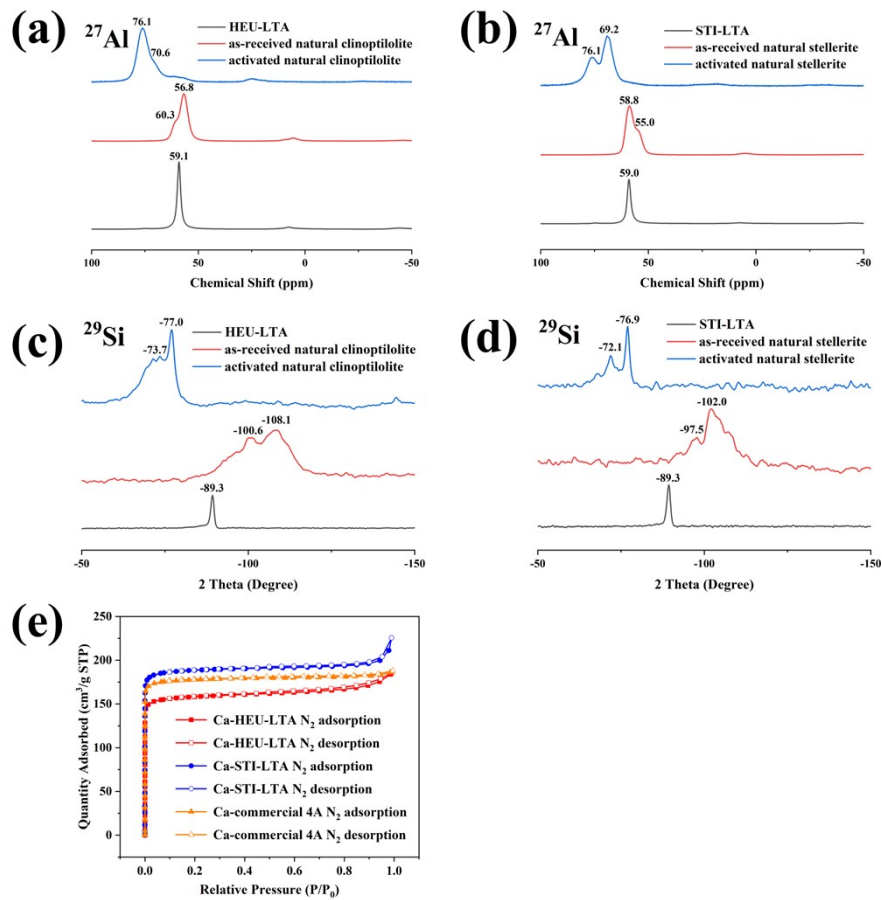 (a)
27Al
HEU-LTA
as-received natural clinoptilolite
activated natural clinoptilolite
76.1
70.6
56.8
60.3
59.1
100 50 0 -50
Chemical Shift (ppm)
(b)
27Al
STI-LTA
as-received natural stellerite
activated natural stellerite
69.2
76.1
58.8
55.0
59.0
100 50 0 -50
Chemical Shift (ppm)
(c)
29Si
HEU-LTA
as-received natural clinoptilolite
activated natural clinoptilolite
-77.0
-73.7
-108.1
-100.6
-89.3
-50 -100 -150
2 Theta (Degree)
(d)
29Si
STI-LTA
as-received natural stellerite
activated natural stellerite
-76.9
-72.1
-102.0
-97.5
-89.3
-50 -100 -150
2 Theta (Degree)
(e)
Quantity Adsorbed (cm3/g STP)
250
200
150
100
50
0
Ca-HEU-LTA N2 adsorption
Ca-HEU-LTA N2 desorption
Ca-STI-LTA N2 adsorption
Ca-STI-LTA N2 desorption
Ca-commercial 4A N2 adsorption
Ca-commercial 4A N2 desorption
0.0 0.2 0.4 0.6 0.8 1.0
Relative Pressure (P/P0)